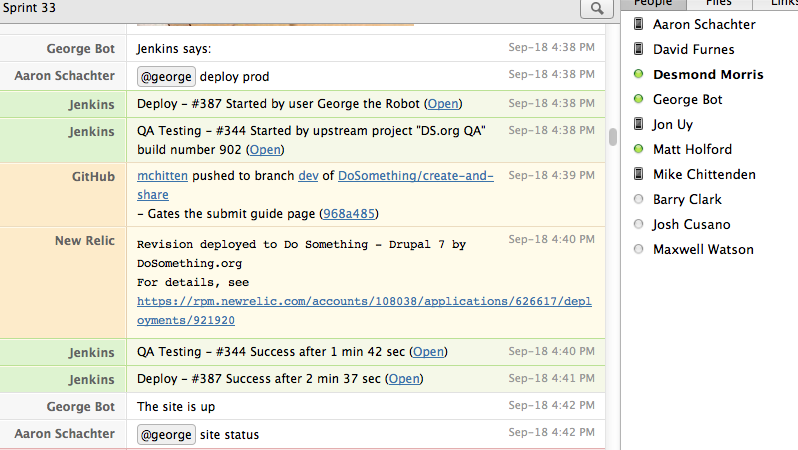 Sprint 33
People Files Links
George Bot Jenkins says: Sep-18 4:38 PM
Aaron Schachter @george deploy prod Sep-18 4:38 PM
Jenkins Deploy - #387 Started by user George the Robot (Open) Sep-18 4:38 PM
Jenkins QA Testing - #344 Started by upstream project "DS.org QA" Sep-18 4:38 PM
build number 902 (Open)
GitHub mchitten pushed to branch dev of DoSomething/create-and- Sep-18 4:39 PM
share
- Gates the submit guide page (968a485)
New Relic Revision deployed to Do Something - Drupal 7 by Sep-18 4:40 PM
DoSomething.org
For details, see
https://rpm.newrelic.com/accounts/108038/applications/626617/depl
oyments/921920
Jenkins QA Testing - #344 Success after 1 min 42 sec (Open) Sep-18 4:40 PM
Jenkins Deploy - #387 Success after 2 min 37 sec (Open) Sep-18 4:41 PM
George Bot The site is up Sep-18 4:42 PM
Aaron Schachter @george site status Sep-18 4:42 PM
Aaron Schachter
David Furnes
Desmond Morris
George Bot
Jon Uy
Matt Holford
Mike Chittenden
Barry Clark
Josh Cusano
Maxwell Watson